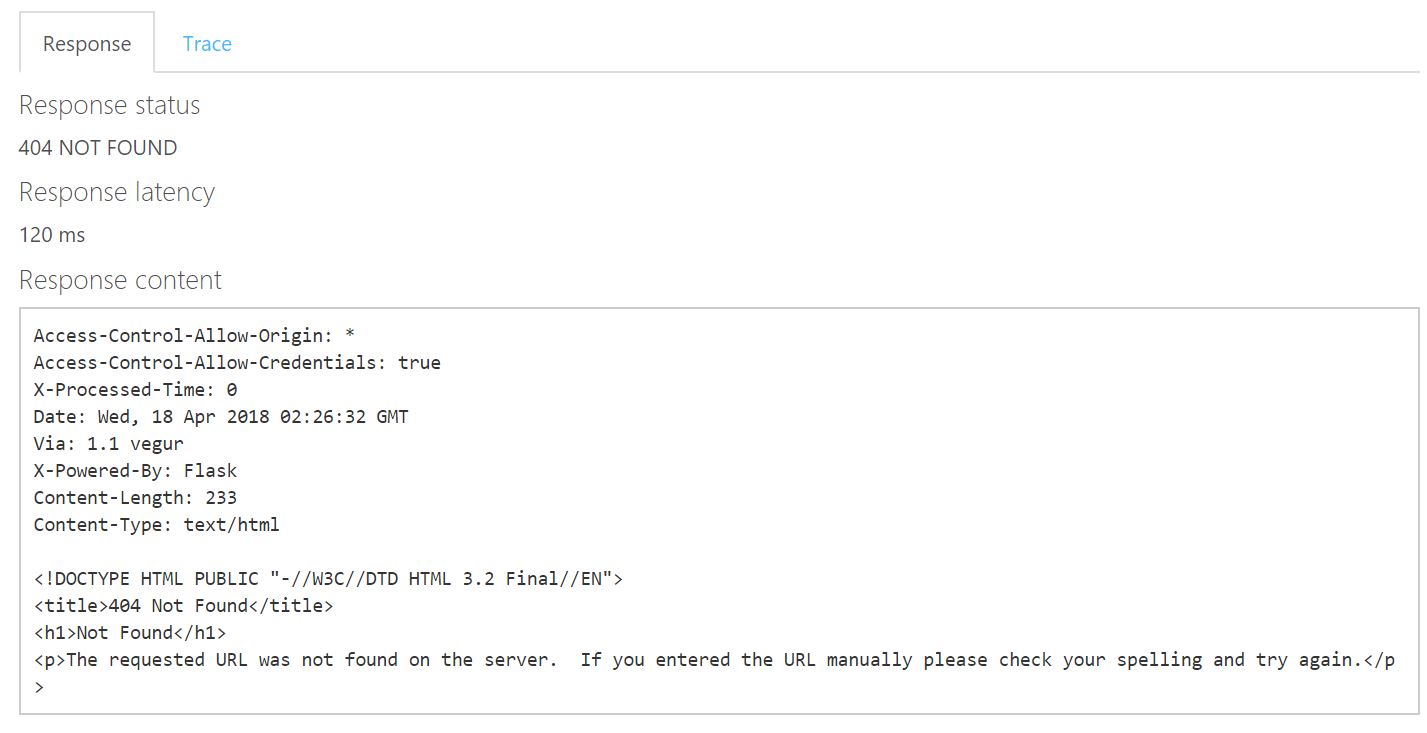 Response Trace
Response status
404 NOT FOUND
Response latency
120 ms
Response content
Access-Control-Allow-Origin: *
Access-Control-Allow-Credentials: true
X-Processed-Time: 0
Date: Wed, 18 Apr 2018 02:26:32 GMT
Via: 1.1 vegur
X-Powered-By: Flask
Content-Length: 233
Content-Type: text/html
<!DOCTYPE HTML PUBLIC "-//W3C//DTD HTML 3.2 Final//EN">
<title>404 Not Found</title>
<h1>Not Found</h1>
<p>The requested URL was not found on the server.  If you entered the URL manually please check your spelling and try again.</p
>